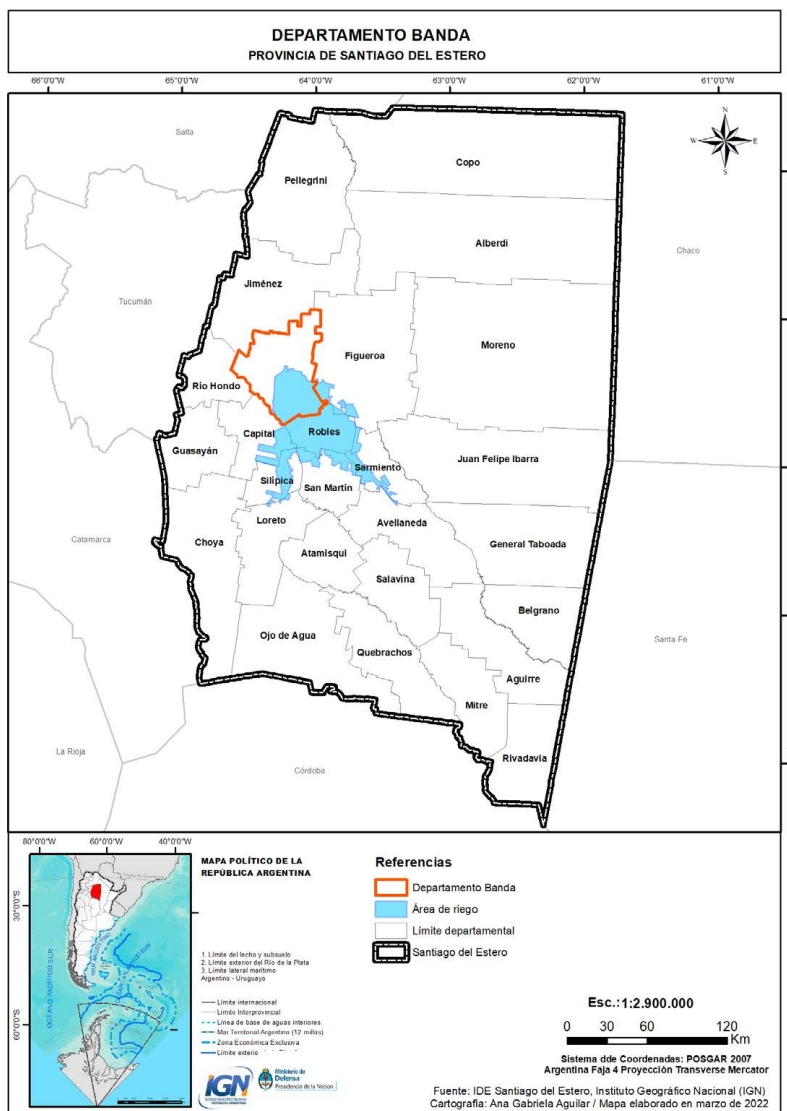 DEPARTAMENTO BANDA
PROVINCIA DE SANTIAGO DEL ESTERO
66°0'0"W 65°0'0"W 64°0'0"W 63°0'0"W 62°0'0"W 61°0'0"W
N
W E
S
Salta
Copo
Pellegrini
Alberdi
Chaco
Jiménez
Tucumán
Moreno
Figueroa
Río Hondo
Capital
Robles
Guasayán
Juan Felipe Ibarra
Sarmiento
Silípica
San Martín
Loreto
Avellaneda
Catamarca
Choya
Atamisqui
General Taboada
Salavina
Belgrano
Ojo de Agua
Santa Fe
Quebrachos
Aguirre
Mitre
La Rioja
Rivadavia
Córdoba
80°0'0"W 60°0'0"W 40°0'0"W
30°0'0"S
60°0'0"S
OCÉANO PACÍFICO SUR
MAR ARGENTINO
MAPA POLÍTICO DE LA
REPÚBLICA ARGENTINA
1. Límite del lecho y subsuelo
2. Límite exterior del Río de la Plata
3. Límite lateral marítimo
Argentino - Uruguayo
Límite internacional
Límite Interprovincial
Línea de base de aguas interiores
Mar Territorial Argentino (12 millas)
Zona Económica Exclusiva
Límite exterio
IGN
Ministerio de
Defensa
Presidencia de la Nación
Referencias
Departamento Banda
Área de riego
Límite departamental
Santiago del Estero
Esc.:1:2.900.000
0 30 60 120
Km
Sistema de Coordenadas: POSGAR 2007
Argentina Faja 4 Proyección Transverse Mercator
Fuente: IDE Santiago del Estero, Instituto Geográfico Nacional (IGN)
Cartografía: Ana Gabriela Aguilar / Mapa elaborado en marzo de 2022